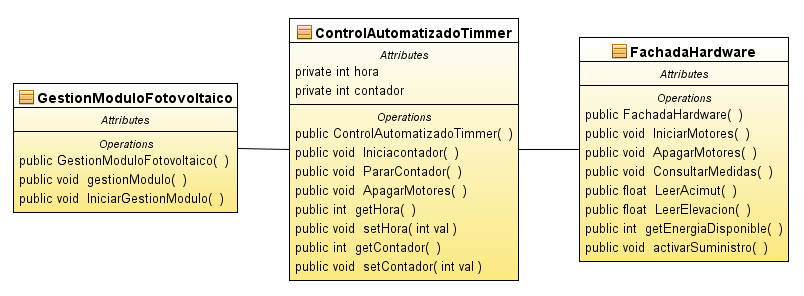 GestionModuloFotovoltaico
Attributes
Operations
public GestionModuloFotovoltaico( )
public void gestionModulo( )
public void IniciarGestionModulo( )
ControlAutomatizadoTimmer
Attributes
private int hora
private int contador
Operations
public ControlAutomatizadoTimmer( )
public void Iniciacontador( )
public void PararContador( )
public void ApagarMotores( )
public int getHora( )
public void setHora( int val )
public int getContador( )
public void setContador( int val )
FachadaHardware
Attributes
Operations
public FachadaHardware( )
public void IniciarMotores( )
public void ApagarMotores( )
public void ConsultarMedidas( )
public float LeerAcimut( )
public float LeerElevacion( )
public int getEnergiaDisponible( )
public void activarSuministro( )